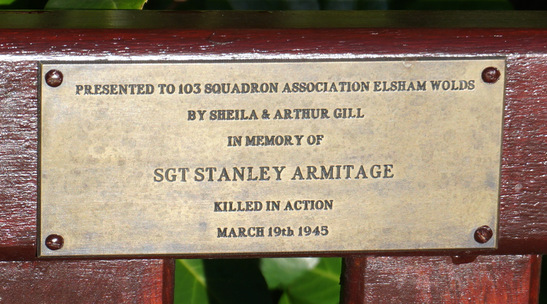 PRESENTED TO 103 SQUADRON ASSOCIATION ELSHAM WOLDS
BY SHEILA & ARTHUR GILL
IN MEMORY OF
SGT STANLEY ARMITAGE
KILLED IN ACTION
MARCH 19th 1945